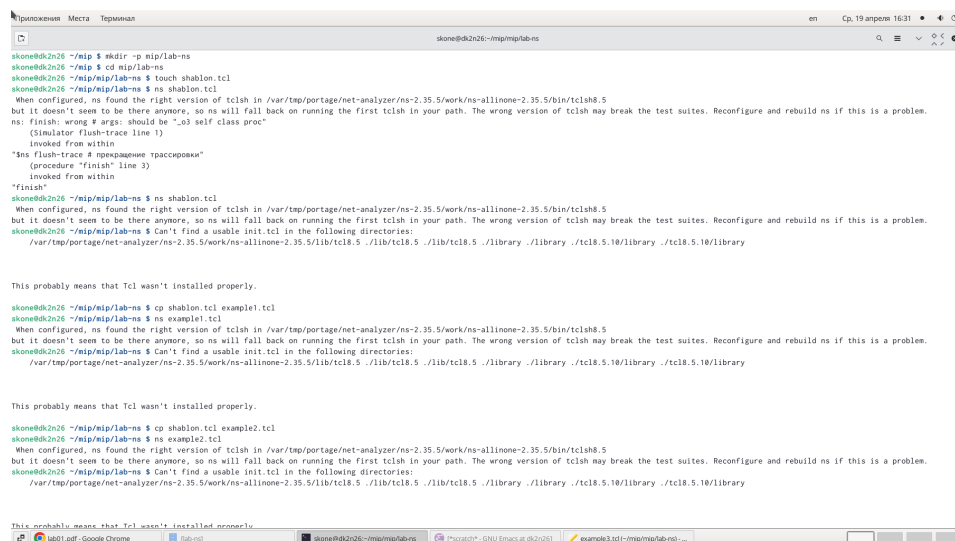 Приложения Места Терминал en Ср, 19 апреля 16:31
skone@dk2n26:~/mip/mip/lab-ns
skone@dk2n26 ~/mip $ mkdir -p mip/lab-ns
skone@dk2n26 ~/mip $ cd mip/lab-ns
skone@dk2n26 ~/mip/mip/lab-ns $ touch shablon.tcl
skone@dk2n26 ~/mip/mip/lab-ns $ ns shablon.tcl
When configured, ns found the right version of tclsh in /var/tmp/portage/net-analyzer/ns-2.35.5/work/ns-allinone-2.35.5/bin/tclsh8.5
but it doesn't seem to be there anymore, so ns will fall back on running the first tclsh in your path. The wrong version of tclsh may break the test suites. Reconfigure and rebuild ns if this is a problem.
ns: finish: wrong # args: should be "_o3 self class proc"
(Simulator flush-trace line 1)
invoked from within
"$ns flush-trace # прекращение трассировки"
(procedure "finish" line 3)
invoked from within
"finish"
skone@dk2n26 ~/mip/mip/lab-ns $ ns shablon.tcl
When configured, ns found the right version of tclsh in /var/tmp/portage/net-analyzer/ns-2.35.5/work/ns-allinone-2.35.5/bin/tclsh8.5
but it doesn't seem to be there anymore, so ns will fall back on running the first tclsh in your path. The wrong version of tclsh may break the test suites. Reconfigure and rebuild ns if this is a problem.
skone@dk2n26 ~/mip/mip/lab-ns $ Can't find a usable init.tcl in the following directories:
/var/tmp/portage/net-analyzer/ns-2.35.5/work/ns-allinone-2.35.5/lib/tcl8.5 ./lib/tcl8.5 ./lib/tcl8.5 ./library ./library ./tcl8.5.10/library ./tcl8.5.10/library
This probably means that Tcl wasn't installed properly.
skone@dk2n26 ~/mip/mip/lab-ns $ cp shablon.tcl example1.tcl
skone@dk2n26 ~/mip/mip/lab-ns $ ns example1.tcl
When configured, ns found the right version of tclsh in /var/tmp/portage/net-analyzer/ns-2.35.5/work/ns-allinone-2.35.5/bin/tclsh8.5
but it doesn't seem to be there anymore, so ns will fall back on running the first tclsh in your path. The wrong version of tclsh may break the test suites. Reconfigure and rebuild ns if this is a problem.
skone@dk2n26 ~/mip/mip/lab-ns $ Can't find a usable init.tcl in the following directories:
/var/tmp/portage/net-analyzer/ns-2.35.5/work/ns-allinone-2.35.5/lib/tcl8.5 ./lib/tcl8.5 ./lib/tcl8.5 ./library ./library ./tcl8.5.10/library ./tcl8.5.10/library
This probably means that Tcl wasn't installed properly.
skone@dk2n26 ~/mip/mip/lab-ns $ cp shablon.tcl example2.tcl
skone@dk2n26 ~/mip/mip/lab-ns $ ns example2.tcl
When configured, ns found the right version of tclsh in /var/tmp/portage/net-analyzer/ns-2.35.5/work/ns-allinone-2.35.5/bin/tclsh8.5
but it doesn't seem to be there anymore, so ns will fall back on running the first tclsh in your path. The wrong version of tclsh may break the test suites. Reconfigure and rebuild ns if this is a problem.
skone@dk2n26 ~/mip/mip/lab-ns $ Can't find a usable init.tcl in the following directories:
/var/tmp/portage/net-analyzer/ns-2.35.5/work/ns-allinone-2.35.5/lib/tcl8.5 ./lib/tcl8.5 ./lib/tcl8.5 ./library ./library ./tcl8.5.10/library ./tcl8.5.10/library
This probably means that Tcl wasn't installed properly.
lab01.pdf - Google Chrome [lab-ns] skone@dk2n26:~/mip/mip/lab-ns [*scratch* - GNU Emacs at dk2n26] example3.tcl (~/mip/mip/lab-ns) - ...